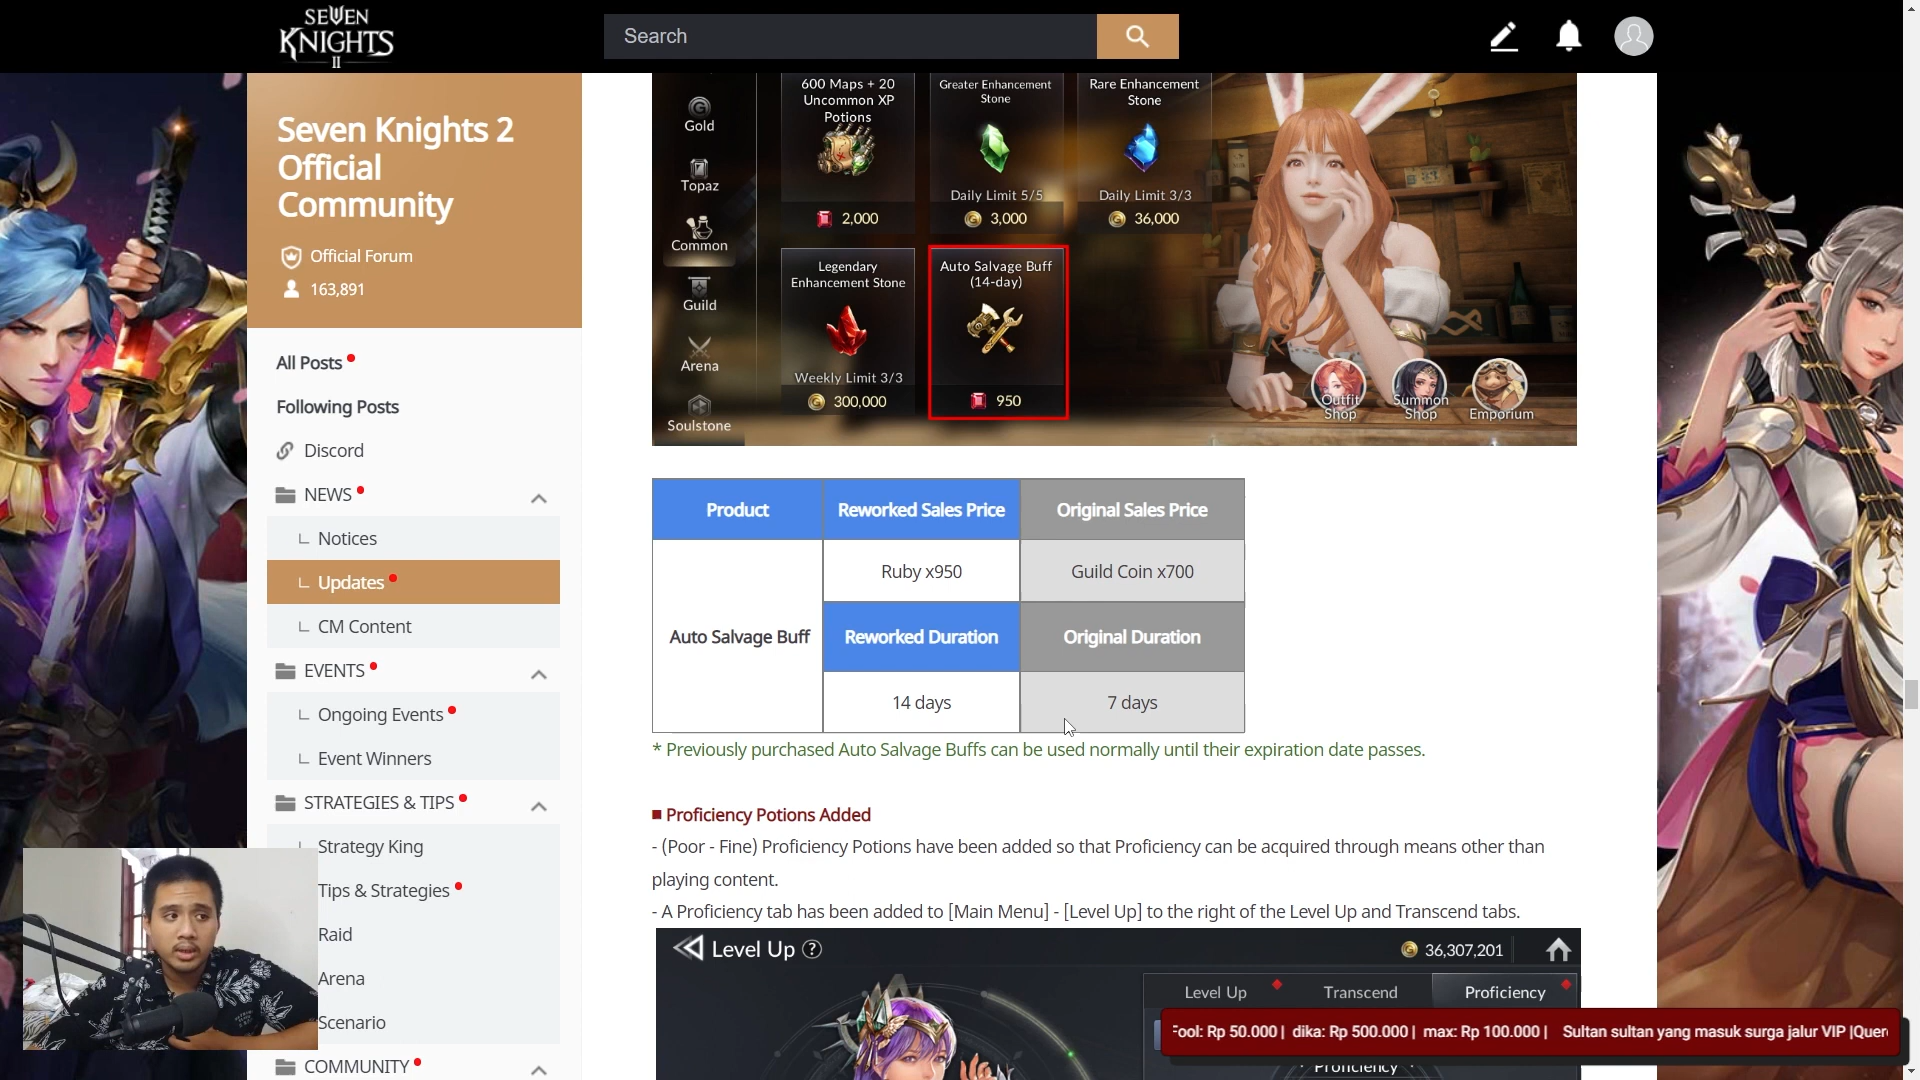 SEVEN
KNIGHTS
II
Search
Seven Knights 2
Official
Community
Official Forum
163,891
All Posts
Following Posts
Discord
NEWS
Notices
Updates
CM Content
EVENTS
Ongoing Events
Event Winners
STRATEGIES & TIPS
Strategy King
Tips & Strategies
Raid
Arena
Scenario
COMMUNITY
Gold
Topaz
Common
Guild
Arena
Soulstone
600 Maps + 20
Uncommon XP
Potions
2,000
Greater Enhancement
Stone
Daily Limit 5/5
3,000
Rare Enhancement
Stone
Daily Limit 3/3
36,000
Legendary
Enhancement Stone
Weekly Limit 3/3
300,000
Auto Salvage Buff
(14-day)
950
Outfit
Shop
Summon
Shop
Emporium
Product Reworked Sales Price Original Sales Price
Ruby x950 Guild Coin x700
Auto Salvage Buff Reworked Duration Original Duration
14 days 7 days
* Previously purchased Auto Salvage Buffs can be used normally until their expiration date passes.
■ Proficiency Potions Added
- (Poor - Fine) Proficiency Potions have been added so that Proficiency can be acquired through means other than
playing content.
- A Proficiency tab has been added to [Main Menu] - [Level Up] to the right of the Level Up and Transcend tabs.
Level Up ?
36,307,201
Level Up Transcend Proficiency
Fool: Rp 50.000 | dika: Rp 500.000 | max: Rp 100.000 | Sultan sultan yang masuk surga jalur VIP |Quer
Proficiency